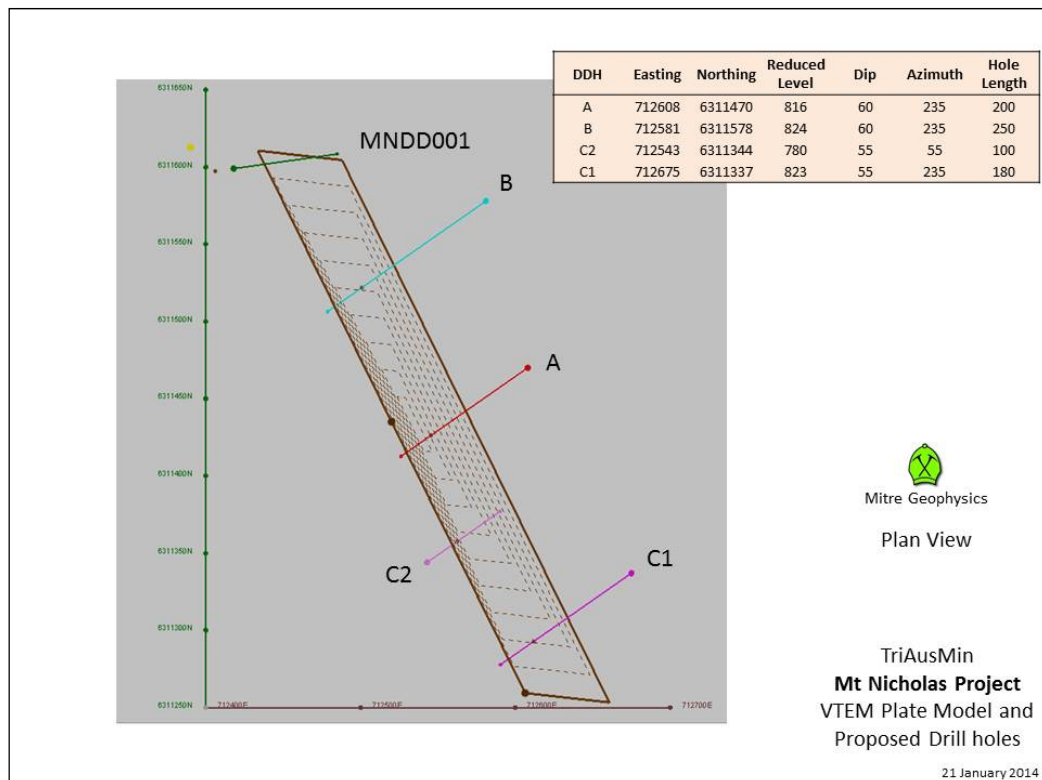 DDH Easting Northing Reduced Level Dip Azimuth Hole Length
A 712608 6311470 816 60 235 200
B 712581 6311578 824 60 235 250
C2 712543 6311344 780 55 55 100
C1 712675 6311337 823 55 235 180
6311650N
MNDD001
6311600N
B
6311550N
6311500N
A
6311450N
6311400N
6311350N
C2
C1
6311300N
6311250N
712400E 712500E 712600E 712700E
Mitre Geophysics
Plan View
TriAusMin
Mt Nicholas Project
VTEM Plate Model and
Proposed Drill holes
21 January 2014